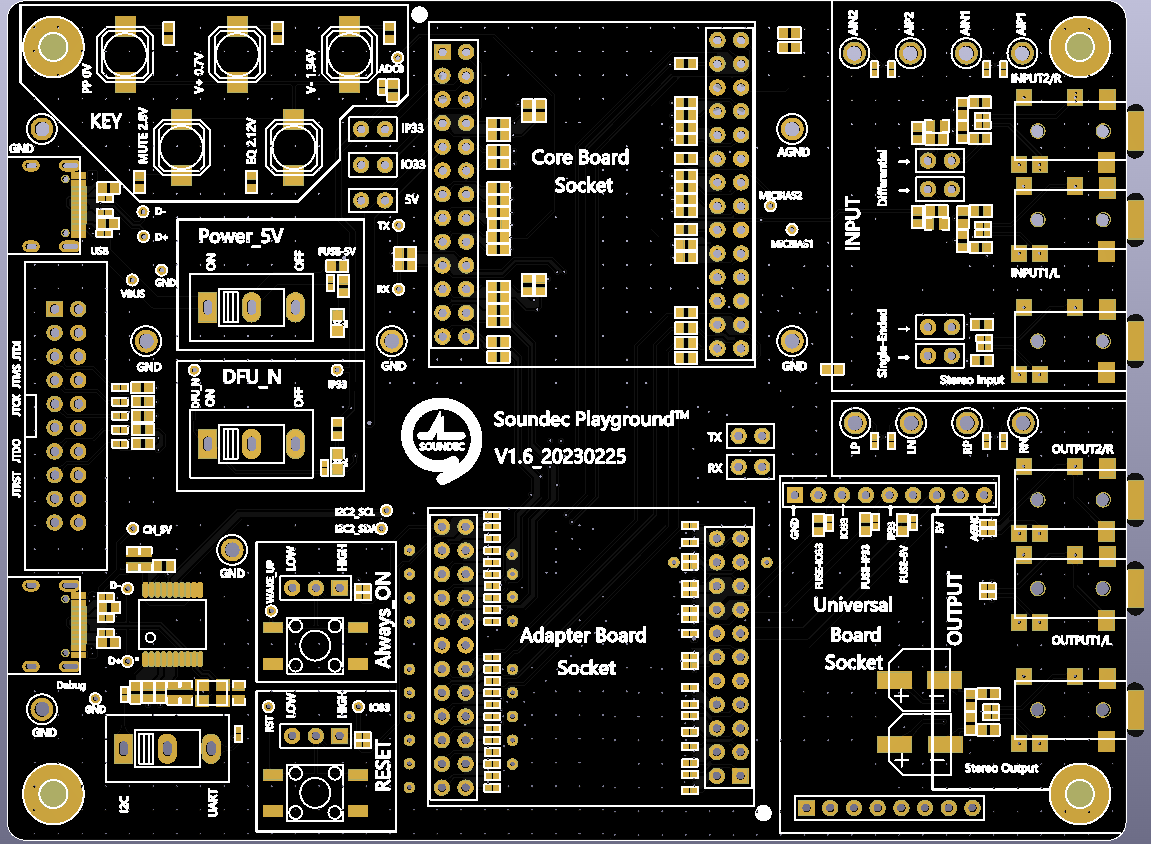 PP 0V
V+ 0.7V
V- 1.34V
ADC0
KEY
MUTE 2.8V
EQ 2.12V
GND
IP33
IO33
5V
TX
RX
Core Board
Socket
AGND
MICBIAS2
MICBIAS1
GND
AIN2
AIP2
AIN1
AIP1
INPUT2/R
Differential
INPUT
INPUT1/L
Single-Ended
Stereo Input
D-
D+
USB
VBUS
GND
Power_5V
ON
OFF
FUSE-5V
GND
GND
DFU_N
DFU_N
ON
OFF
IP33
JTDI
JTMS
JTCK
JTDO
JTRST
SOUNDEC
Soundec Playground™
V1.6_20230225
TX
RX
LP
LN
RP
RN
OUTPUT2/R
I2C2_SCL
I2C2_SDA
CH_5V
GND
D-
D+
Debug
GND
GND
I2C
UART
WAKE_UP
LOW
HIGH
Always_ON
RST
LOW
HIGH
IO33
RESET
Adapter Board
Socket
GND
IO33
IP33
5V
AGND
FUSE-IO33
FUSE-IP33
FUSE-5V
Universal
Board
Socket
OUTPUT
OUTPUT1/L
Stereo Output